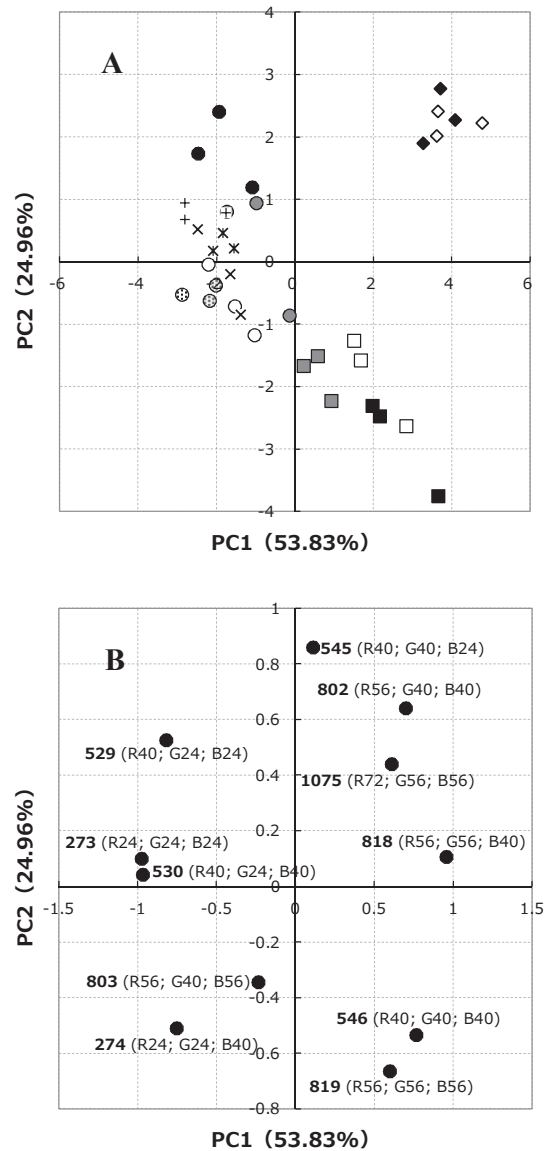 A
4
3
2
1
0
-6 -4 -2 0 2 4 6
-1
-2
-3
-4
PC2 (24.96%)
PC1 (53.83%)
B
1
0.8
0.6
0.4
0.2
0
-1.5 -1 -0.5 0 0.5 1 1.5
-0.2
-0.4
-0.6
-0.8
545 (R40; G40; B24)
802 (R56; G40; B40)
529 (R40; G24; B24)
1075 (R72; G56; B56)
273 (R24; G24; B24)
818 (R56; G56; B40)
530 (R40; G24; B40)
803 (R56; G40; B56)
274 (R24; G24; B40)
546 (R40; G40; B40)
819 (R56; G56; B56)
PC2 (24.96%)
PC1 (53.83%)